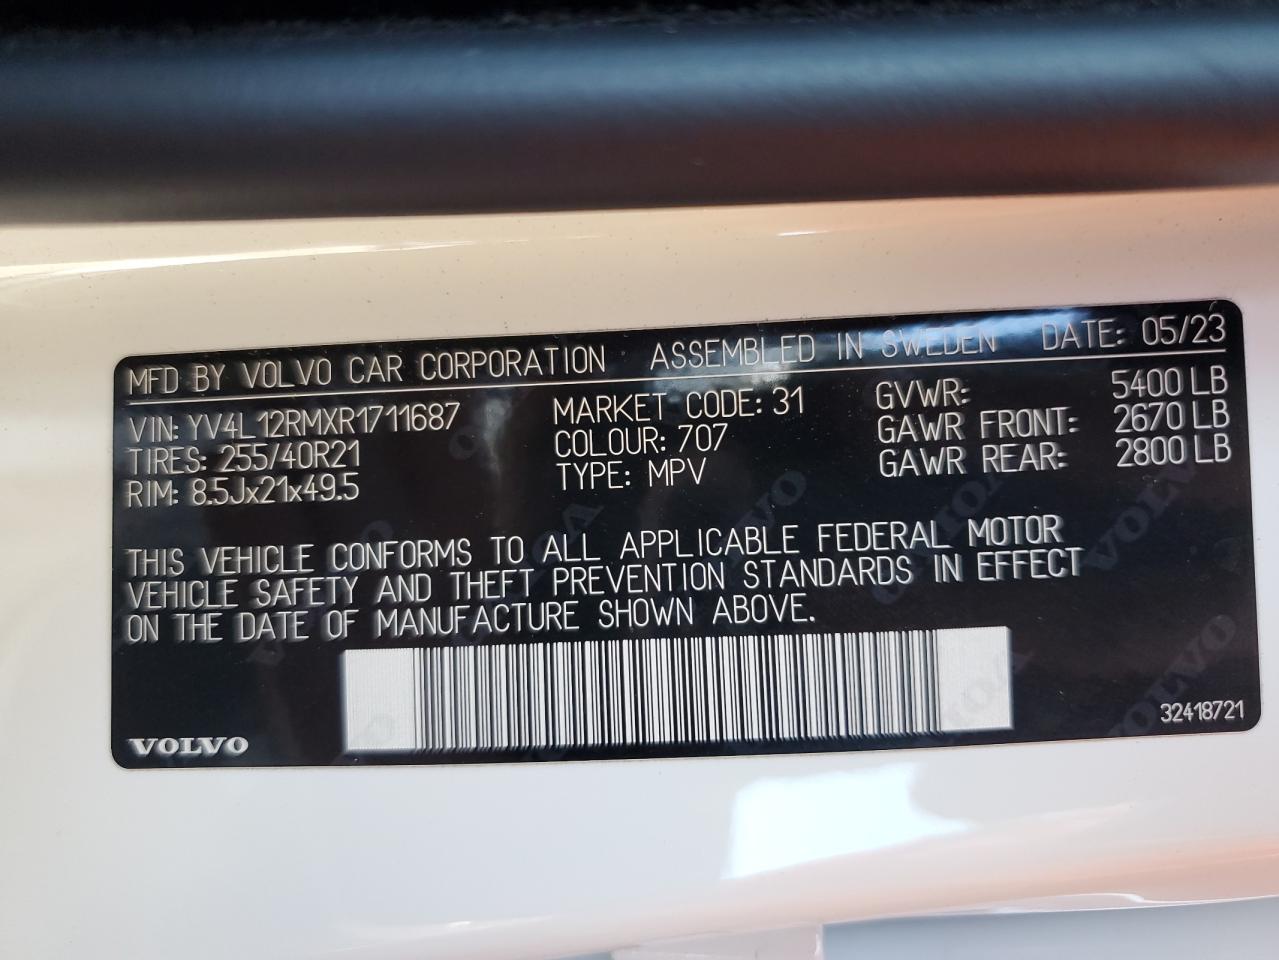 MFD BY VOLVO CAR CORPORATION ASSEMBLED IN SWEDEN DATE: 05/23
VIN: YV4L12RMXR1711687 MARKET CODE: 31 GVWR: 5400 LB
TIRES: 255/40R21 COLOUR: 707 GAWR FRONT: 2670 LB
RIM: 8.5Jx21x49.5 TYPE: MPV GAWR REAR: 2800 LB
THIS VEHICLE CONFORMS TO ALL APPLICABLE FEDERAL MOTOR
VEHICLE SAFETY AND THEFT PREVENTION STANDARDS IN EFFECT
ON THE DATE OF MANUFACTURE SHOWN ABOVE.
VOLVO 32418721